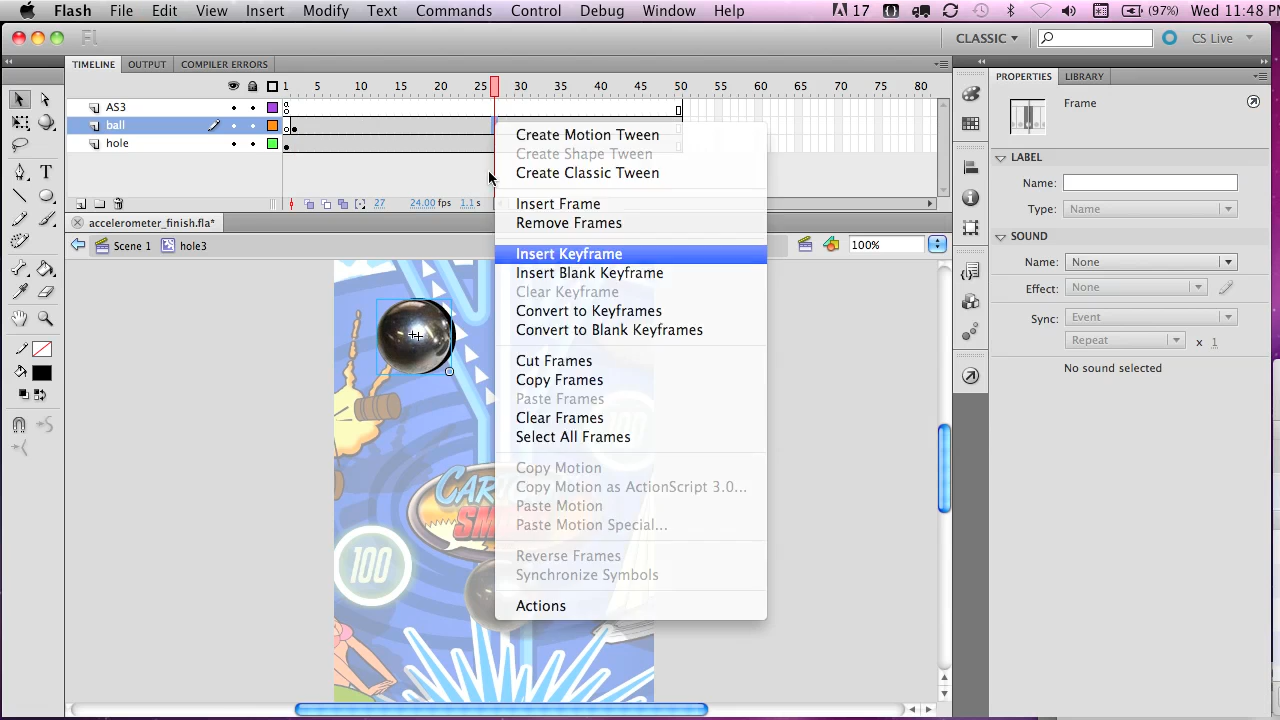 Flash File Edit View Insert Modify Text Commands Control Debug Window Help 17 (97%) Wed 11:48 P
Fl CLASSIC CS Live
TIMELINE OUTPUT COMPILER ERRORS PROPERTIES LIBRARY
1 5 10 15 20 25 30 35 40 45 50 55 60 65 70 75 80
Frame
AS3
ball
hole
Create Motion Tween
Create Shape Tween
Create Classic Tween
Insert Frame
Remove Frames
Insert Keyframe
Insert Blank Keyframe
Clear Keyframe
Convert to Keyframes
Convert to Blank Keyframes
Cut Frames
Copy Frames
Paste Frames
Clear Frames
Select All Frames
Copy Motion
Copy Motion as ActionScript 3.0...
Paste Motion
Paste Motion Special...
Reverse Frames
Synchronize Symbols
Actions
27 24.00 fps 1.1 s
accelerometer_finish.fla*
Scene 1 hole3 100%
100
100
LABEL
Name:
Type: Name
SOUND
Name: None
Effect: None
Sync: Event
Repeat x 1
No sound selected